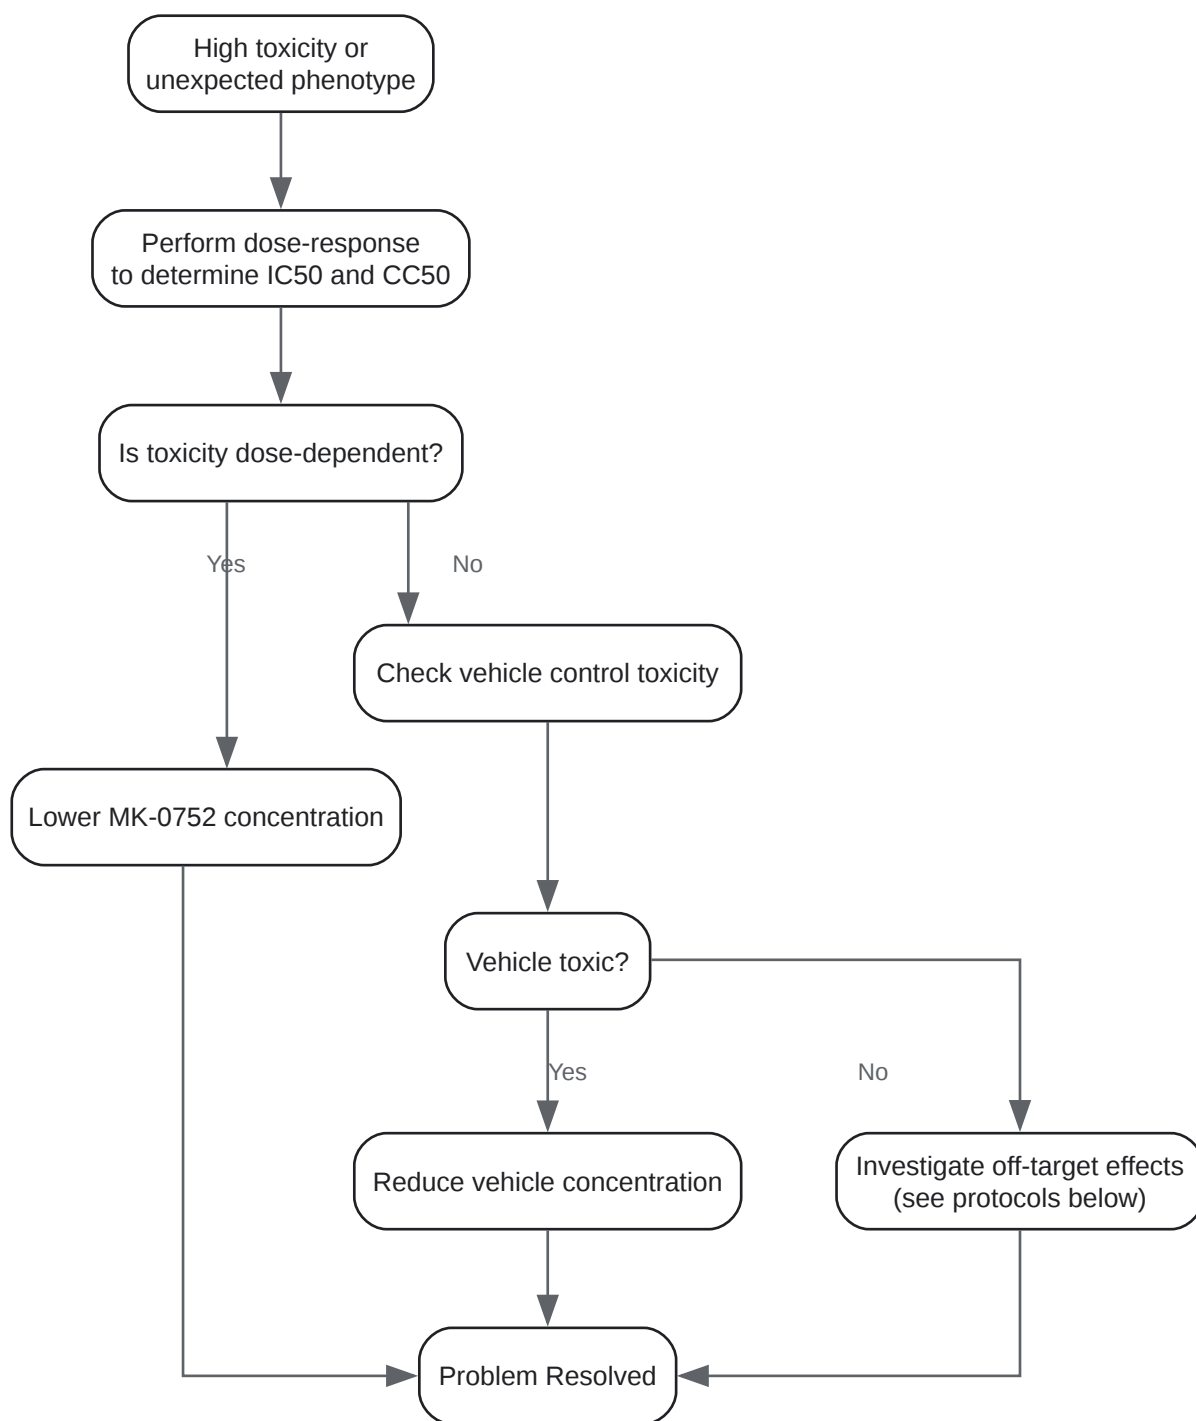 High toxicity or
unexpected phenotype
Perform dose-response
to determine IC50 and CC50
Is toxicity dose-dependent?
Yes
No
Check vehicle control toxicity
Lower MK-0752 concentration
Vehicle toxic?
Yes
No
Reduce vehicle concentration
Investigate off-target effects
(see protocols below)
Problem Resolved